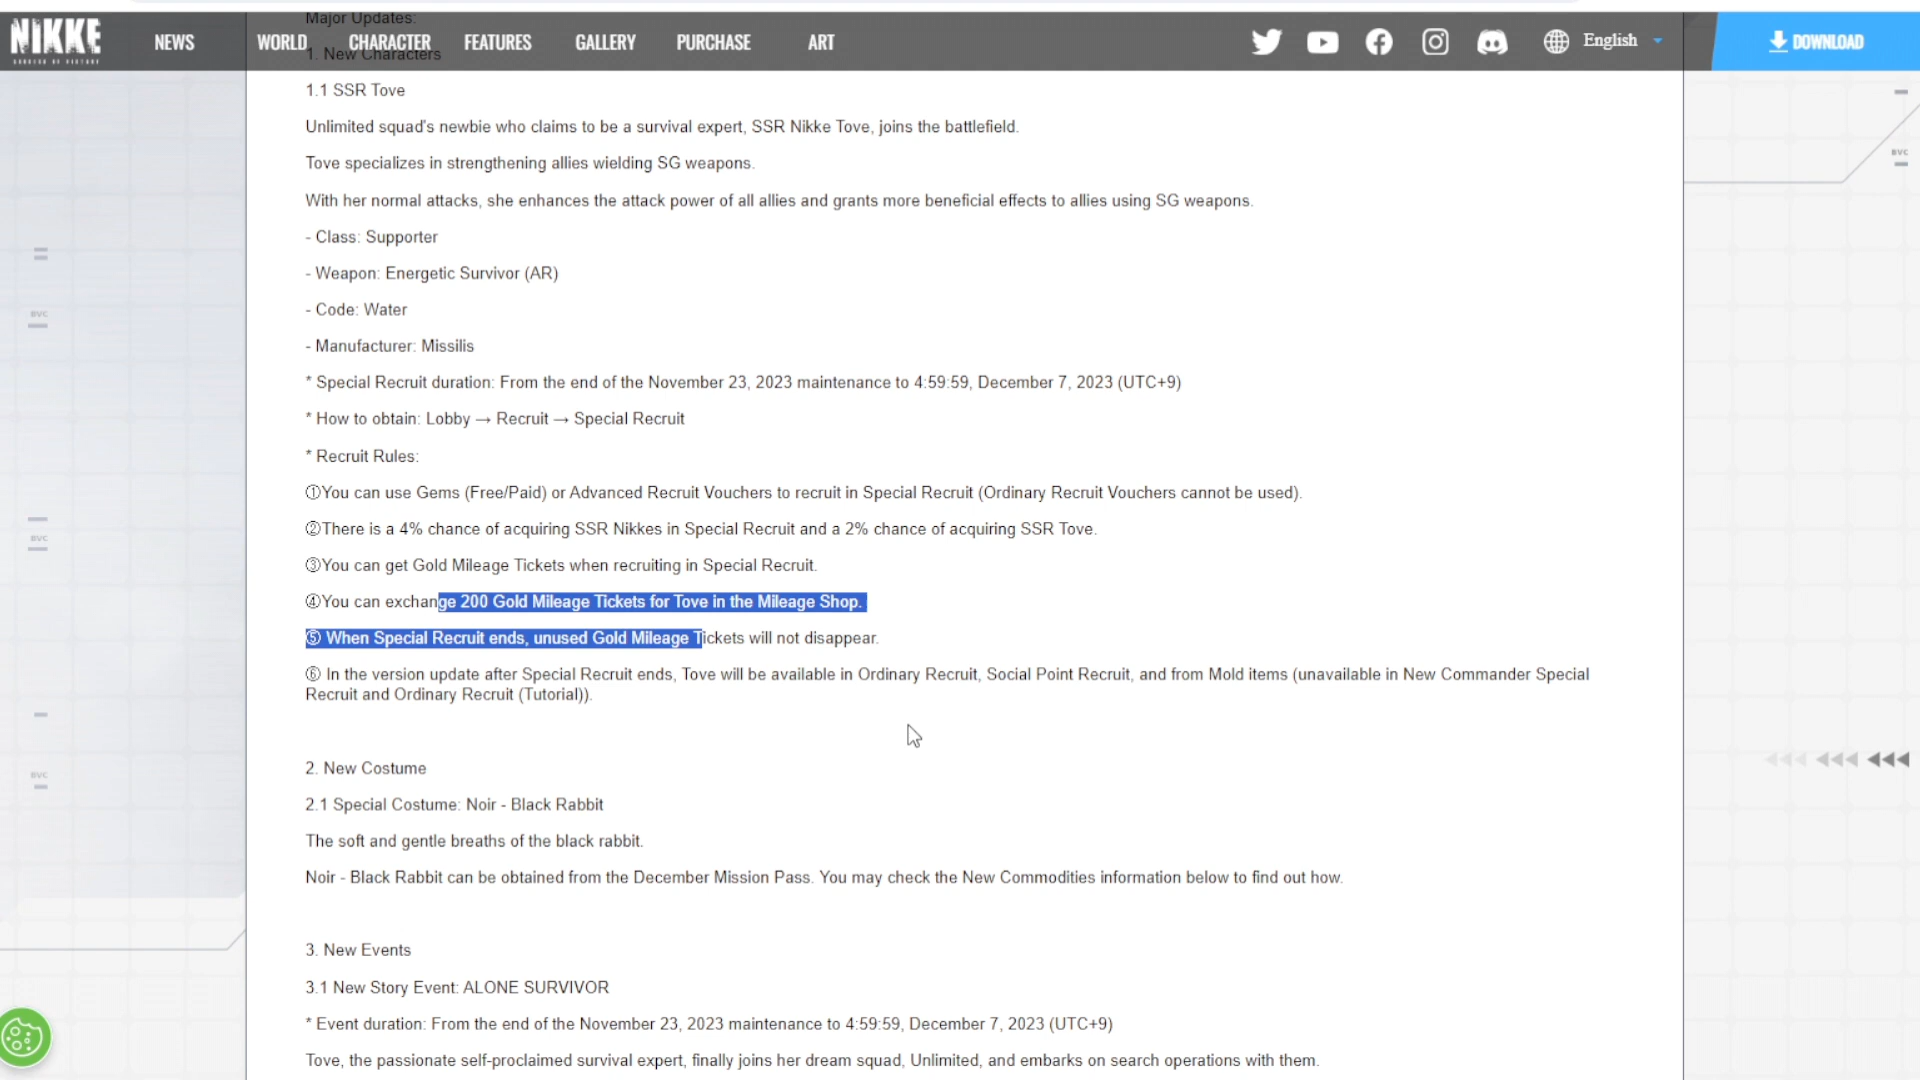 Major Updates:
NIKKE
GODDESS OF VICTORY
NEWS
WORLD
CHARACTER
FEATURES
GALLERY
PURCHASE
ART
English
DOWNLOAD
1. New Characters
1.1 SSR Tove
Unlimited squad's newbie who claims to be a survival expert, SSR Nikke Tove, joins the battlefield.
Tove specializes in strengthening allies wielding SG weapons.
With her normal attacks, she enhances the attack power of all allies and grants more beneficial effects to allies using SG weapons.
- Class: Supporter
- Weapon: Energetic Survivor (AR)
- Code: Water
- Manufacturer: Missilis
* Special Recruit duration: From the end of the November 23, 2023 maintenance to 4:59:59, December 7, 2023 (UTC+9)
* How to obtain: Lobby → Recruit → Special Recruit
* Recruit Rules:
①You can use Gems (Free/Paid) or Advanced Recruit Vouchers to recruit in Special Recruit (Ordinary Recruit Vouchers cannot be used).
②There is a 4% chance of acquiring SSR Nikkes in Special Recruit and a 2% chance of acquiring SSR Tove.
③You can get Gold Mileage Tickets when recruiting in Special Recruit.
④You can exchange 200 Gold Mileage Tickets for Tove in the Mileage Shop.
⑤ When Special Recruit ends, unused Gold Mileage Tickets will not disappear.
⑥ In the version update after Special Recruit ends, Tove will be available in Ordinary Recruit, Social Point Recruit, and from Mold items (unavailable in New Commander Special
Recruit and Ordinary Recruit (Tutorial)).
2. New Costume
2.1 Special Costume: Noir - Black Rabbit
The soft and gentle breaths of the black rabbit.
Noir - Black Rabbit can be obtained from the December Mission Pass. You may check the New Commodities information below to find out how.
3. New Events
3.1 New Story Event: ALONE SURVIVOR
* Event duration: From the end of the November 23, 2023 maintenance to 4:59:59, December 7, 2023 (UTC+9)
Tove, the passionate self-proclaimed survival expert, finally joins her dream squad, Unlimited, and embarks on search operations with them.
BVC
BVC
BVC
BVC